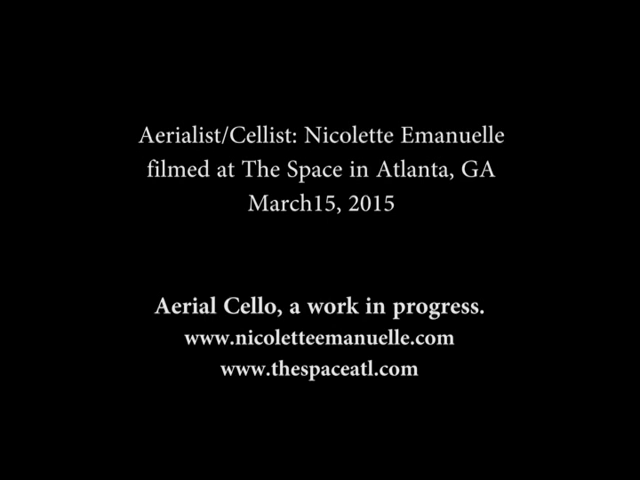 Aerialist/Cellist: Nicolette Emanuelle
filmed at The Space in Atlanta, GA
March15, 2015
Aerial Cello, a work in progress.
www.nicoletteemanuelle.com
www.thespaceatl.com